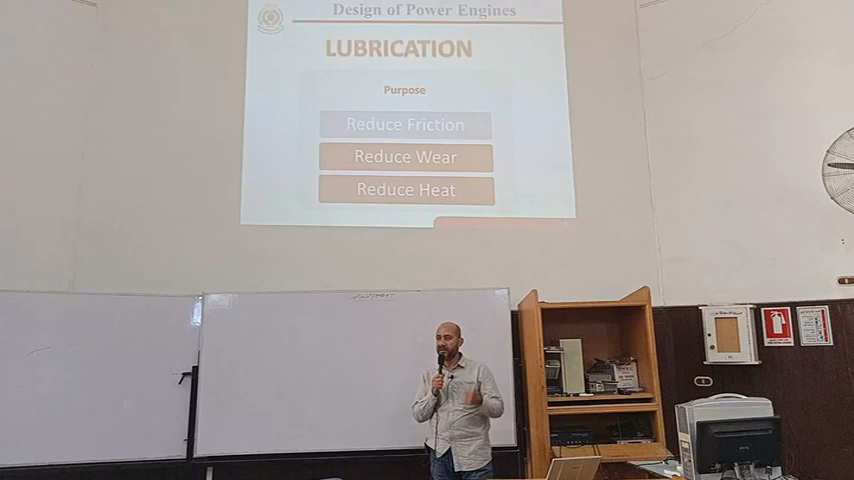 Design of Power Engines
LUBRICATION
Purpose
Reduce Friction
Reduce Wear
Reduce Heat